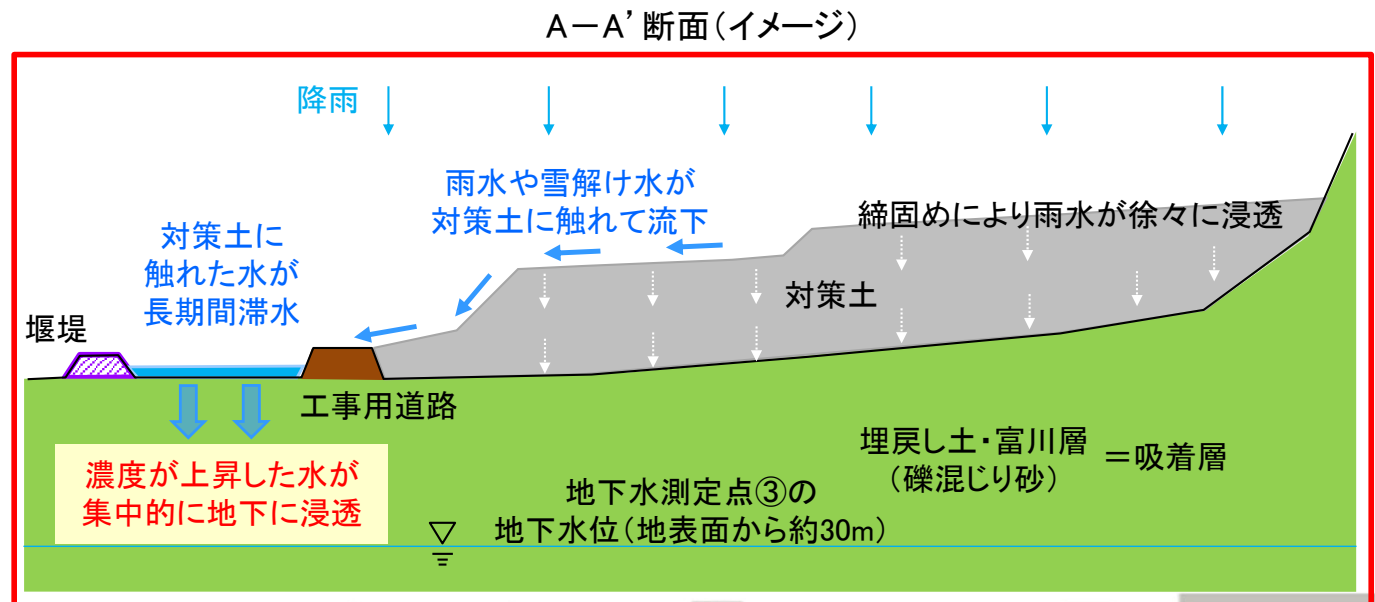 A－A’断面(イメージ)
降雨
雨水や雪解け水が
対策土に触れて流下
締固めにより雨水が徐々に浸透
対策土に
触れた水が
長期間滞水
対策土
堰堤
工事用道路
濃度が上昇した水が
集中的に地下に浸透
埋戻し土・富川層
(礫混じり砂)
＝吸着層
地下水測定点③の
地下水位(地表面から約30m)